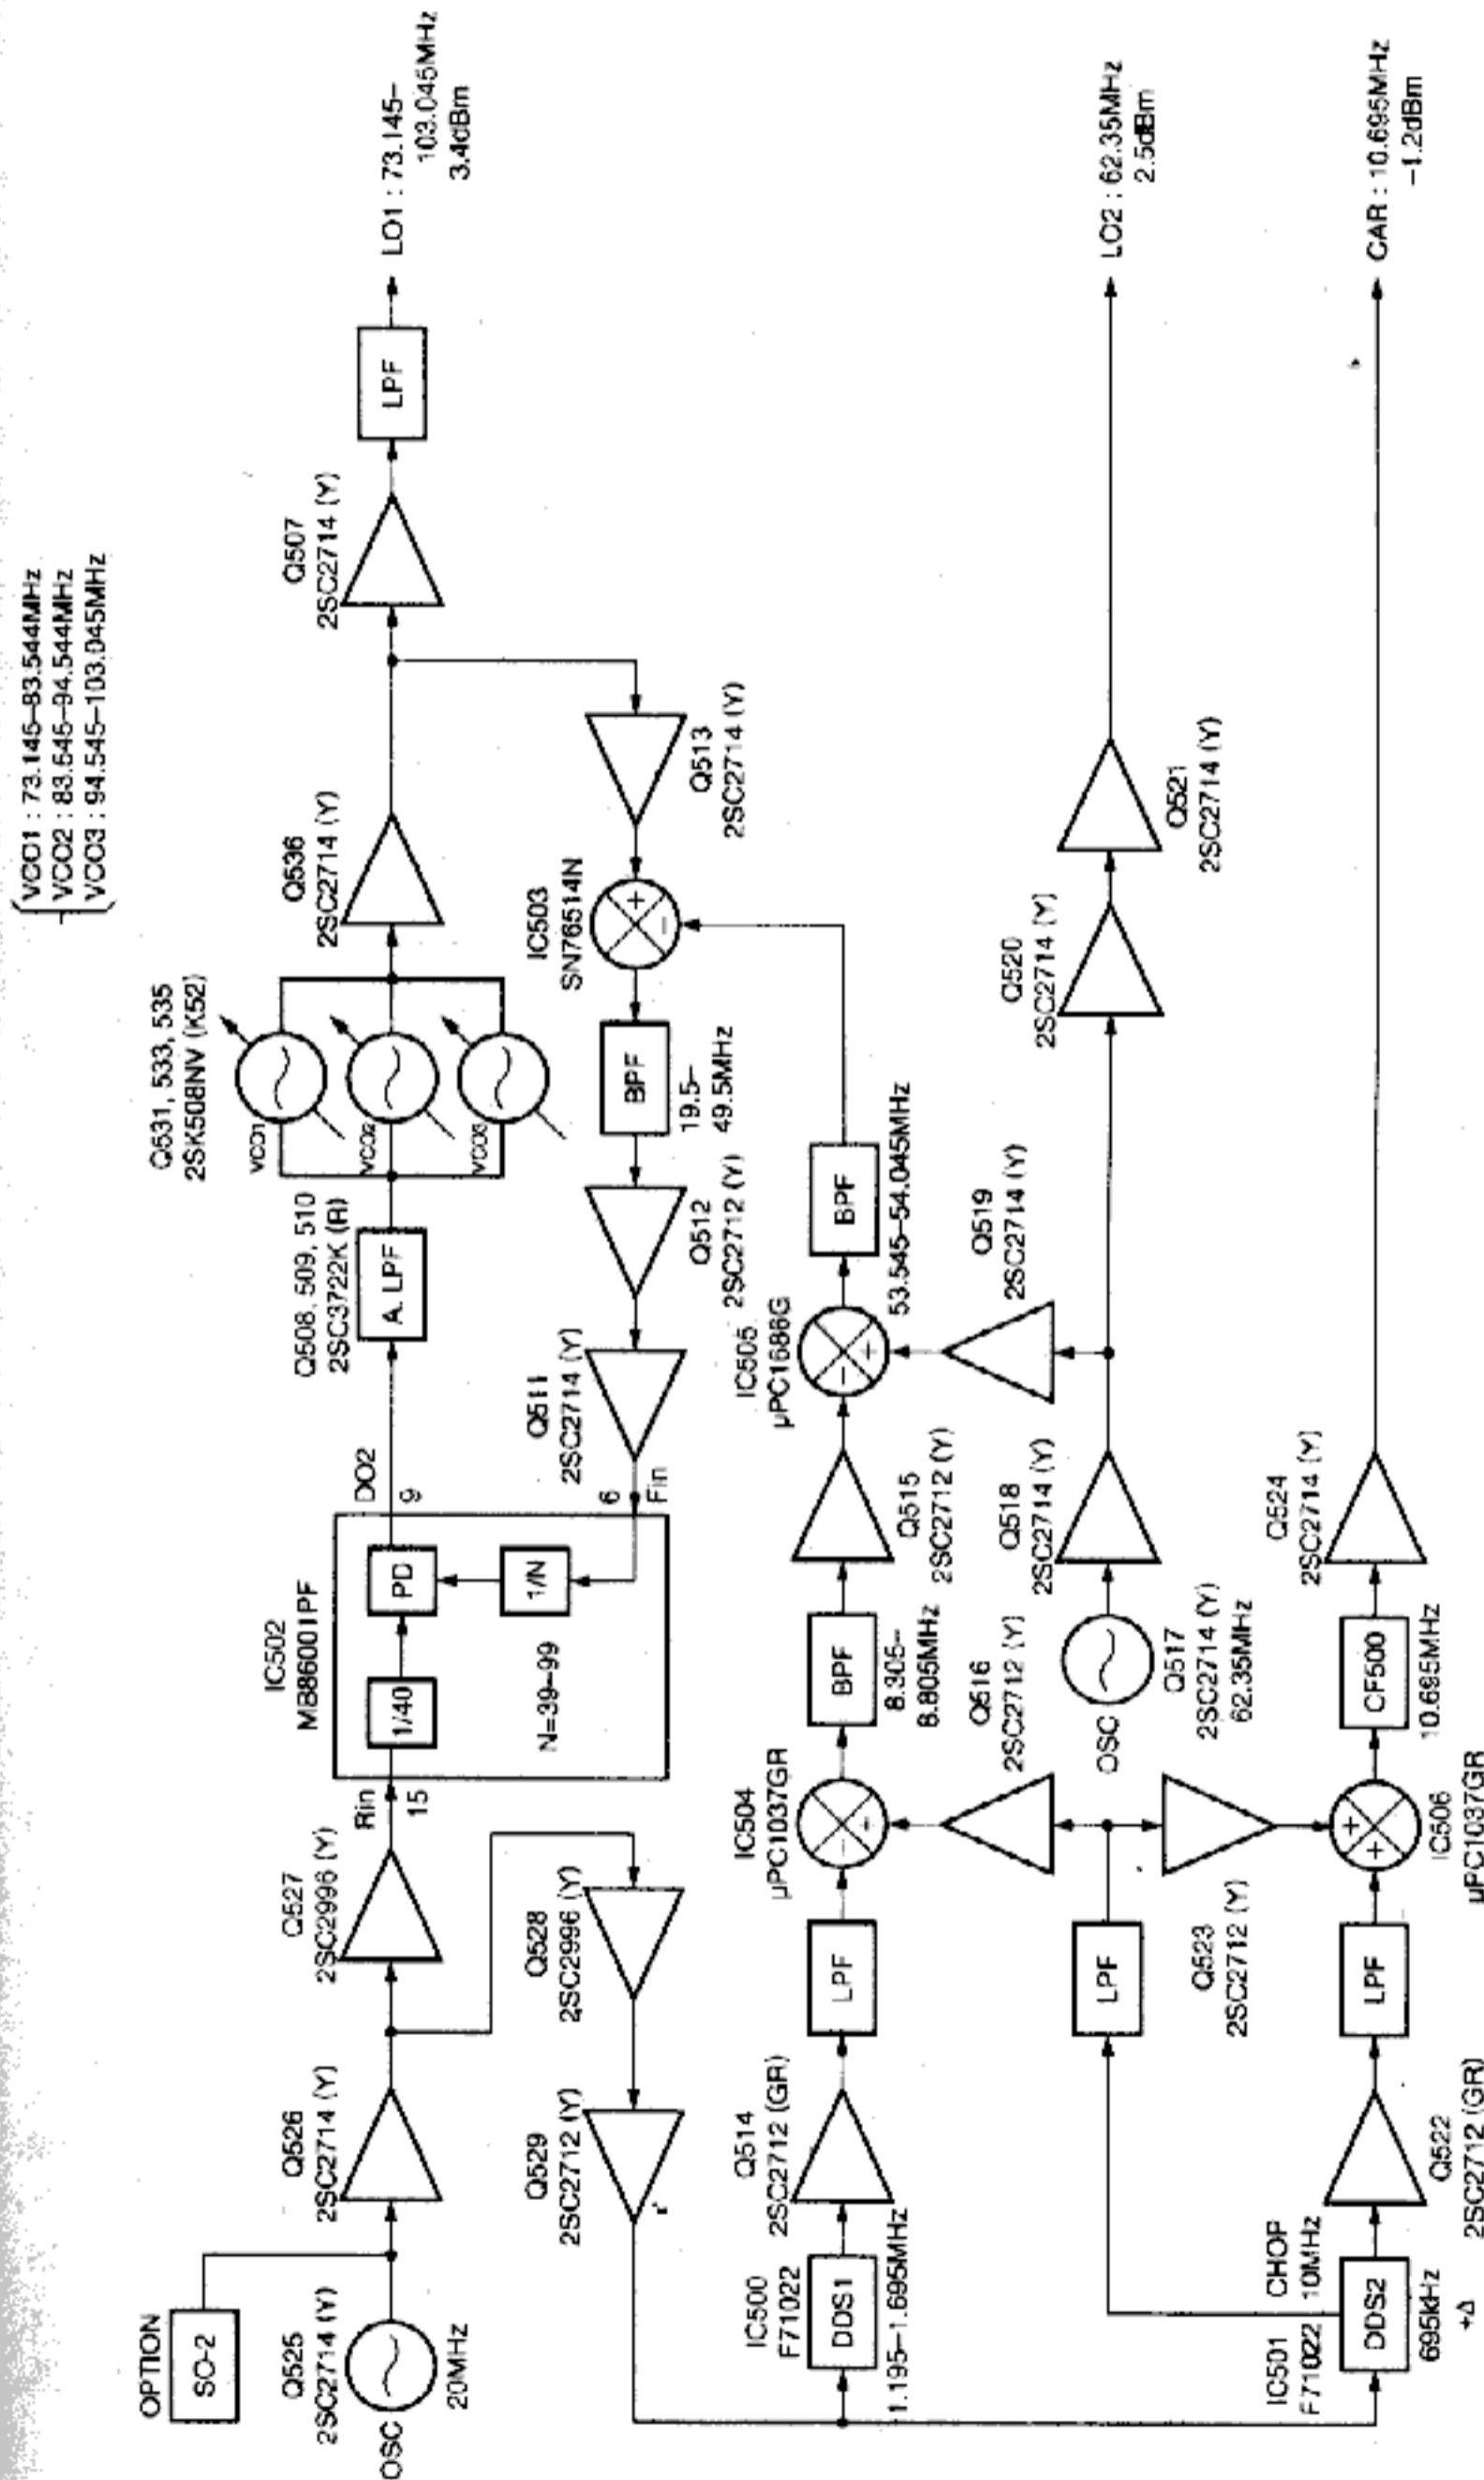 VCO1 : 73.145–83.544MHz
VCO2 : 83.545–94.544MHz
VCO3 : 94.545–103.045MHz
OPTION
SO-2
Q525
2SC2714 (Y)
OSC
20MHz
Q526
2SC2714 (Y)
Q527
2SC2996 (Y)
Rin
15
IC502
MB86001PF
1/40
PD
1/N
N=39–99
DO2
9
6
Fin
Q508, 509, 510
2SC3722K (R)
A. LPF
Q531, 533, 535
2SK508NV (K52)
VCO1
VCO2
VCO3
Q536
2SC2714 (Y)
Q507
2SC2714 (Y)
LPF
LO1 : 73.145–
103.045MHz
3.4dBm
Q529
2SC2712 (Y)
Q528
2SC2996 (Y)
Q511
2SC2714 (Y)
Q512
2SC2712 (Y)
BPF
19.5–
49.5MHz
IC503
SN76514N
+
–
Q513
2SC2714 (Y)
IC500
F71022
DDS1
1.195–1.695MHz
Q514
2SC2712 (GR)
LPF
IC504
µPC1037GR
–
+
BPF
8.305–
8.805MHz
Q515
2SC2712 (Y)
IC505
µPC1686G
–
+
BPF
53.545–54.045MHz
Q516
2SC2712 (Y)
Q519
2SC2714 (Y)
LPF
Q523
2SC2712 (Y)
OSC
Q517
2SC2714 (Y)
62.35MHz
Q518
2SC2714 (Y)
Q520
2SC2714 (Y)
Q521
2SC2714 (Y)
LO2 : 62.35MHz
2.5dBm
IC501
F71022
CHOP
10MHz
DDS2
695kHz
+Δ
Q522
2SC2712 (GR)
LPF
+
+
IC506
µPC1037GR
CF500
10.695MHz
Q524
2SC2714 (Y)
CAR : 10.695MHz
–1.2dBm